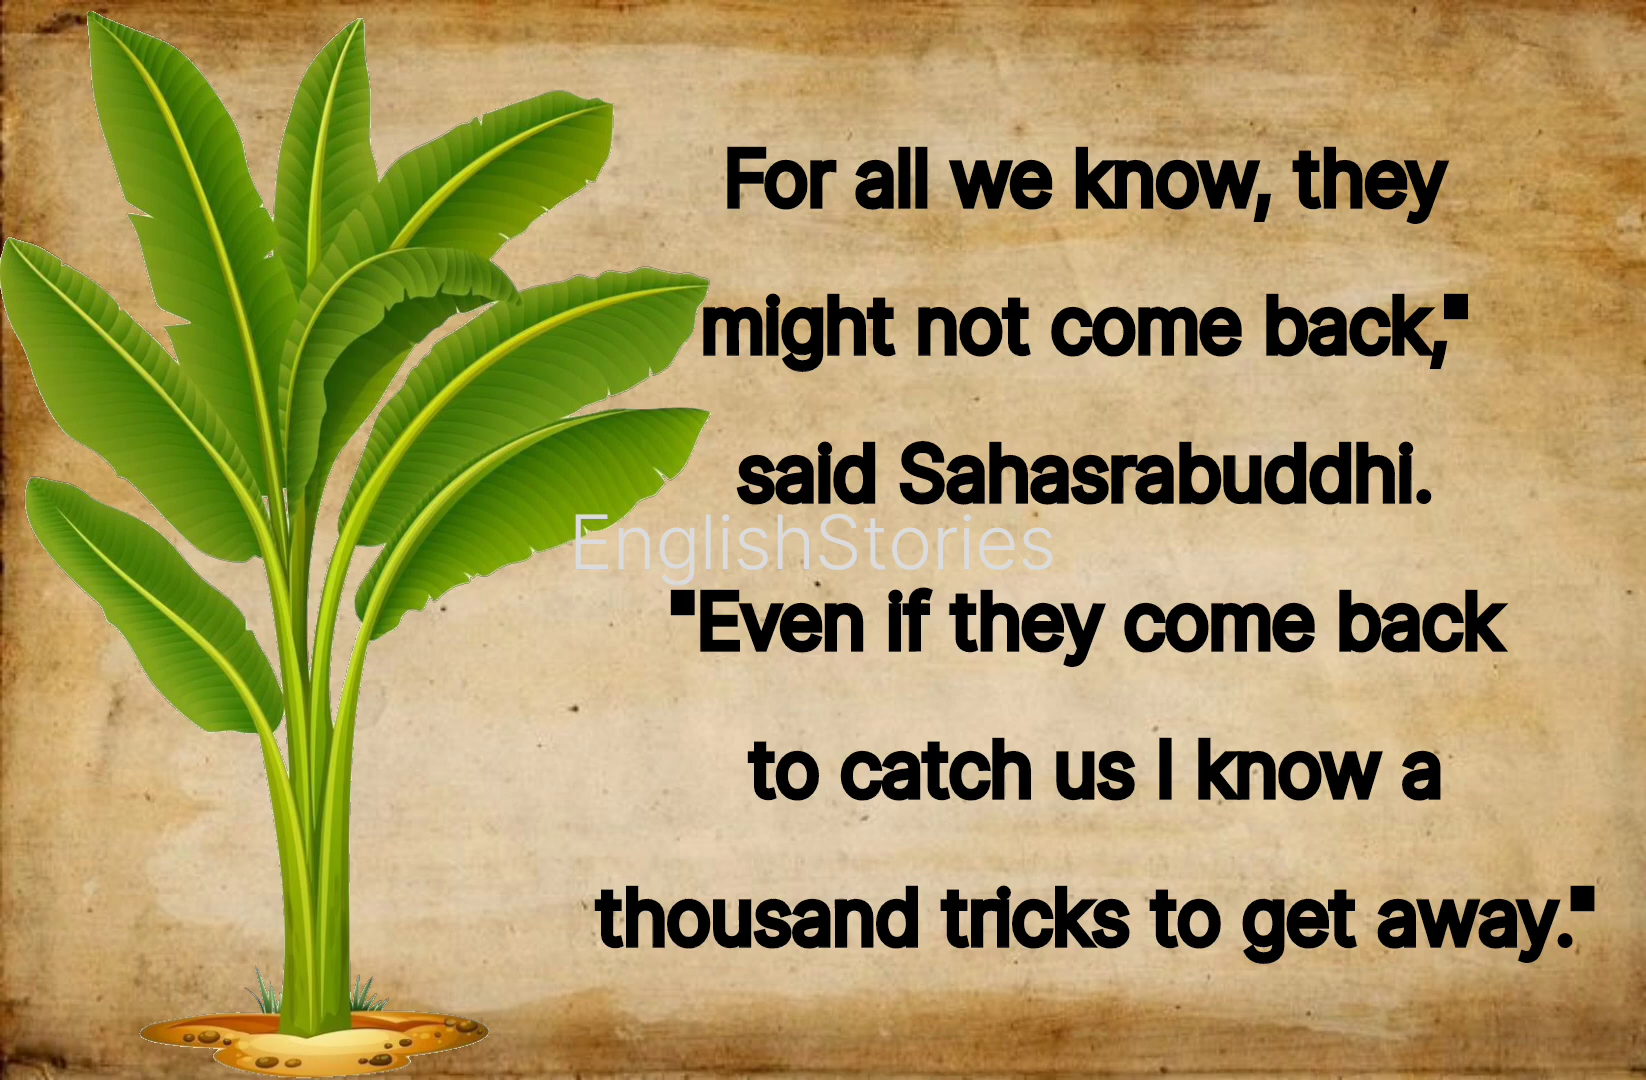 For all we know, they
might not come back,"
said Sahasrabuddhi.
EnglishStories
"Even if they come back
to catch us I know a
thousand tricks to get away."